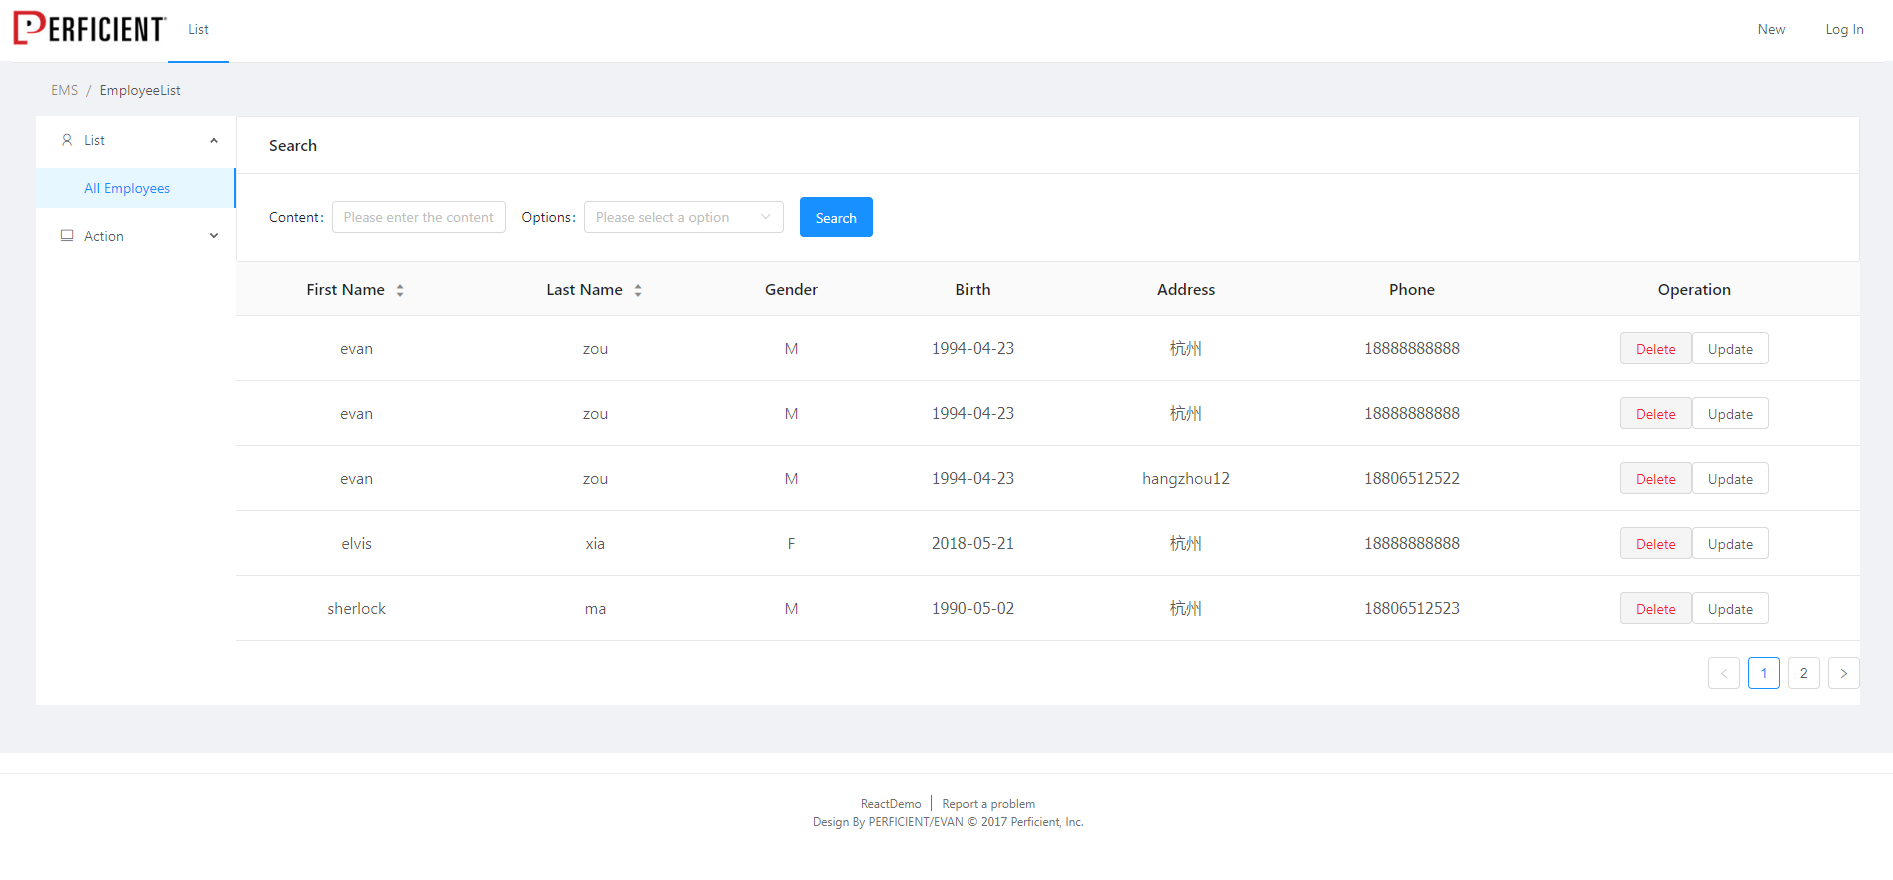 PERFICIENT List New Log In
EMS / EmployeeList
List
All Employees
Action
Search
Content: Please enter the content Options: Please select a option Search
First Name Last Name Gender Birth Address Phone Operation
evan zou M 1994-04-23 杭州 18888888888 Delete Update
evan zou M 1994-04-23 杭州 18888888888 Delete Update
evan zou M 1994-04-23 hangzhou12 18806512522 Delete Update
elvis xia F 2018-05-21 杭州 18888888888 Delete Update
sherlock ma M 1990-05-02 杭州 18806512523 Delete Update
< 1 2 >
ReactDemo | Report a problem
Design By PERFICIENT/EVAN © 2017 Perficient, Inc.